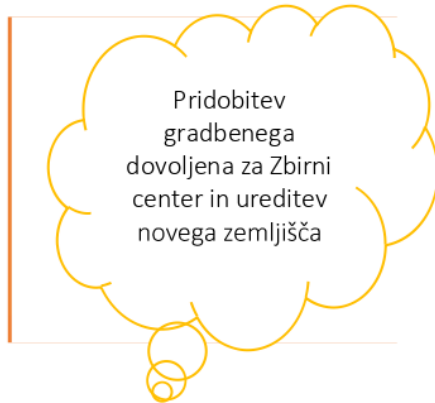 Pridobitev
gradbenega
dovoljena za Zbirni
center in ureditev
novega zemljišča